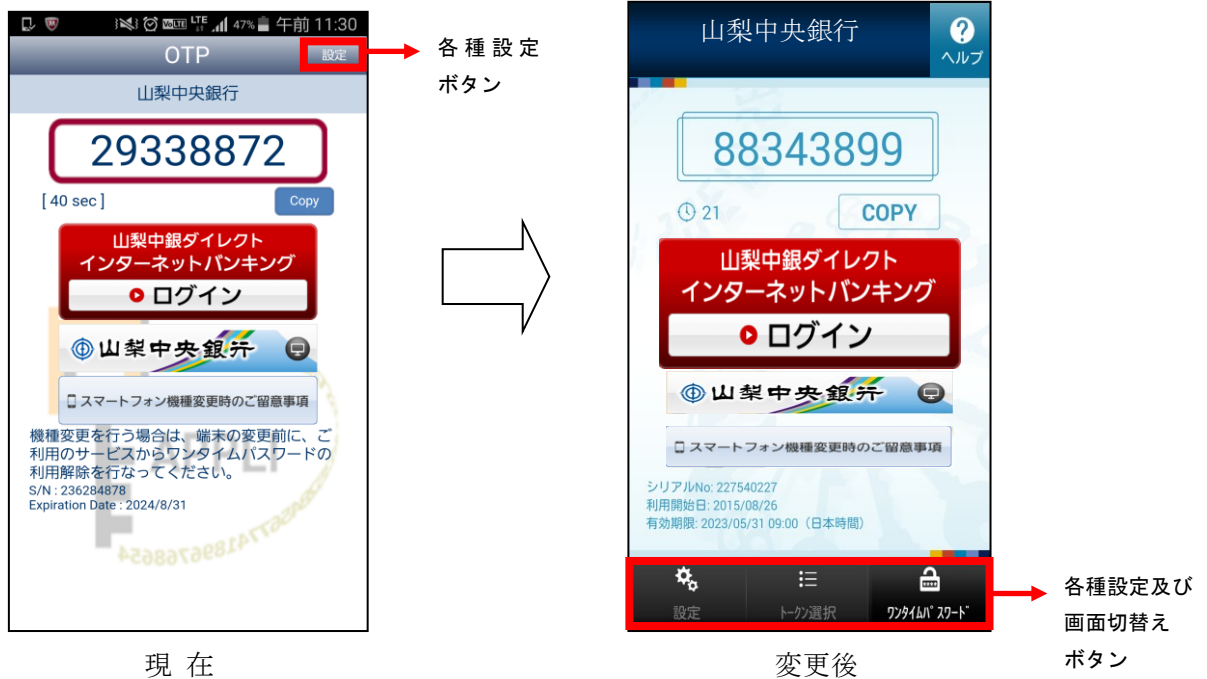 47% 午前 11:30
OTP
設定
山梨中央銀行
29338872
[ 40 sec ]
Copy
山梨中銀ダイレクト
インターネットバンキング
ログイン
山梨中央銀行
スマートフォン機種変更時のご留意事項
機種変更を行う場合は、端末の変更前に、ご
利用のサービスからワンタイムパスワードの
利用解除を行なってください。
S/N : 236284878
Expiration Date : 2024/8/31
現 在
各 種 設 定
ボタン
山梨中央銀行
?
ヘルプ
88343899
21
COPY
山梨中銀ダイレクト
インターネットバンキング
ログイン
山梨中央銀行
スマートフォン機種変更時のご留意事項
シリアルNo: 227540227
利用開始日: 2015/08/26
有効期限: 2023/05/31 09:00（日本時間）
設定
トークン選択
ワンタイムパスワード
変更後
各種設定及び
画面切替え
ボタン